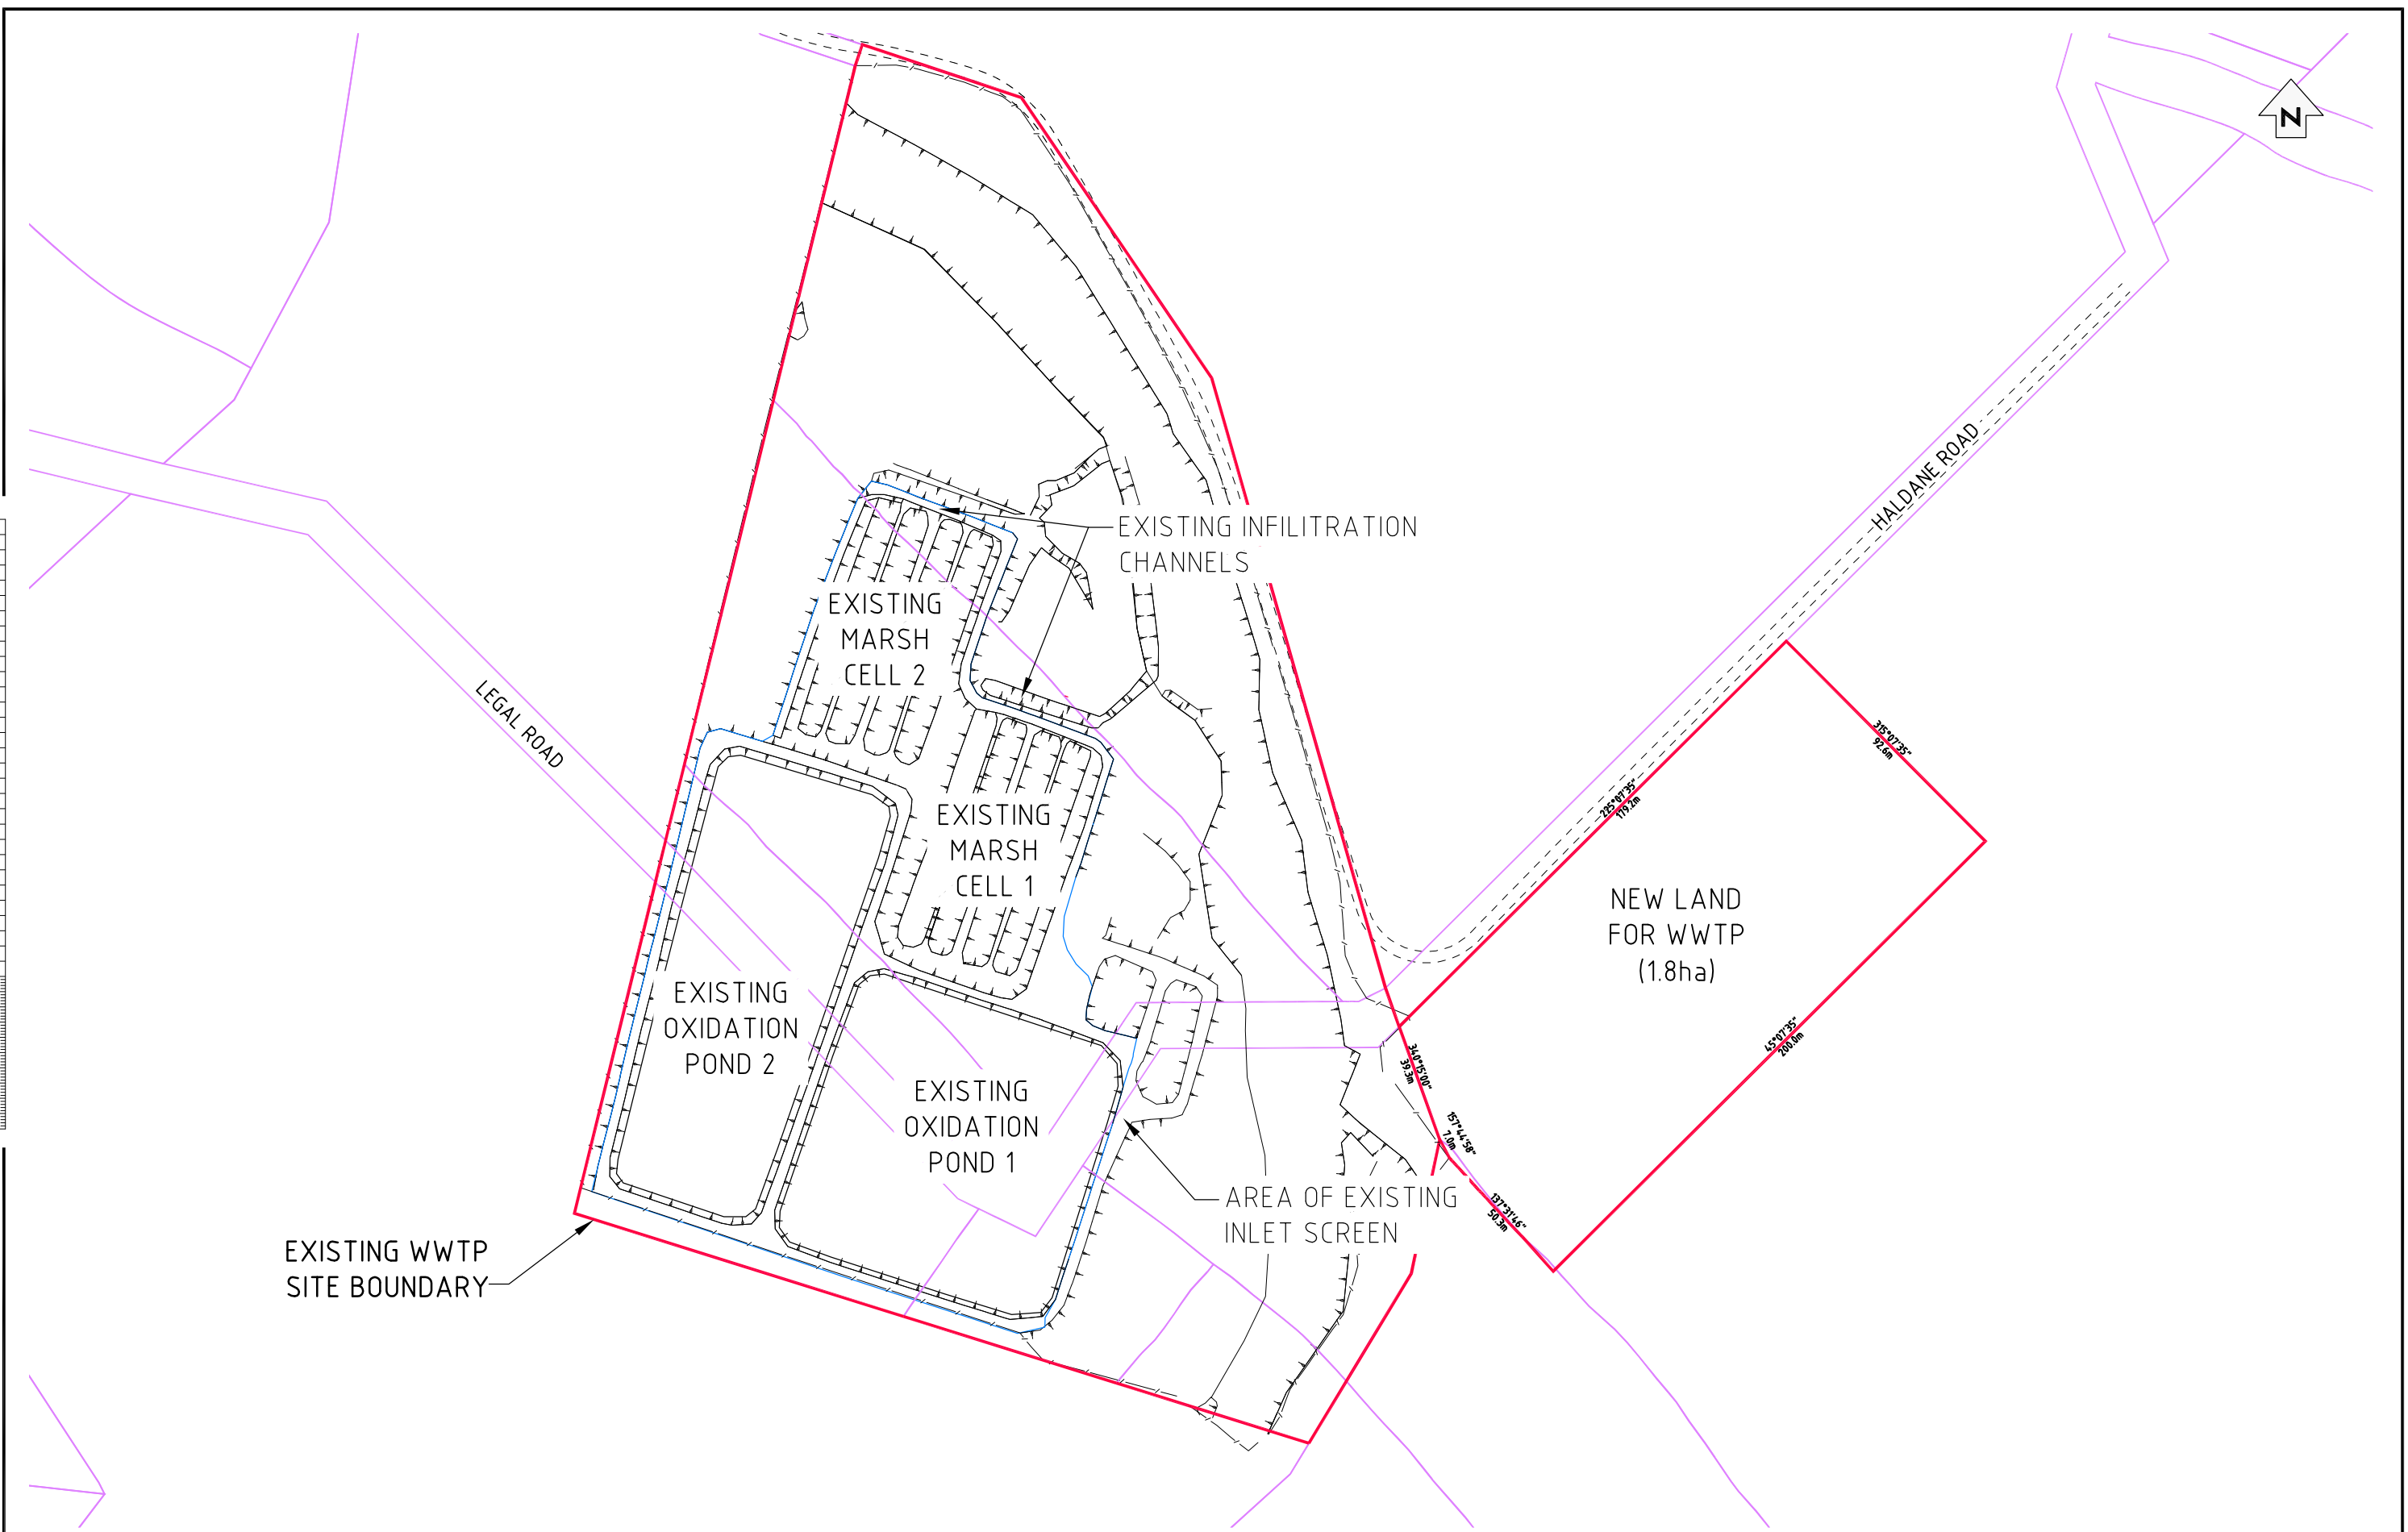 N
HALDANE ROAD
EXISTING INFILITRATION
CHANNELS
EXISTING
MARSH
CELL 2
LEGAL ROAD
315°07'35"
92.6m
225°07'35"
179.2m
EXISTING
MARSH
CELL 1
NEW LAND
FOR WWTP
(1.8ha)
EXISTING
OXIDATION
POND 2
45°07'35"
200.0m
340°15'00"
39.3m
EXISTING
OXIDATION
POND 1
157°44'58"
7.0m
AREA OF EXISTING
INLET SCREEN
137°31'46"
50.3m
EXISTING WWTP
SITE BOUNDARY